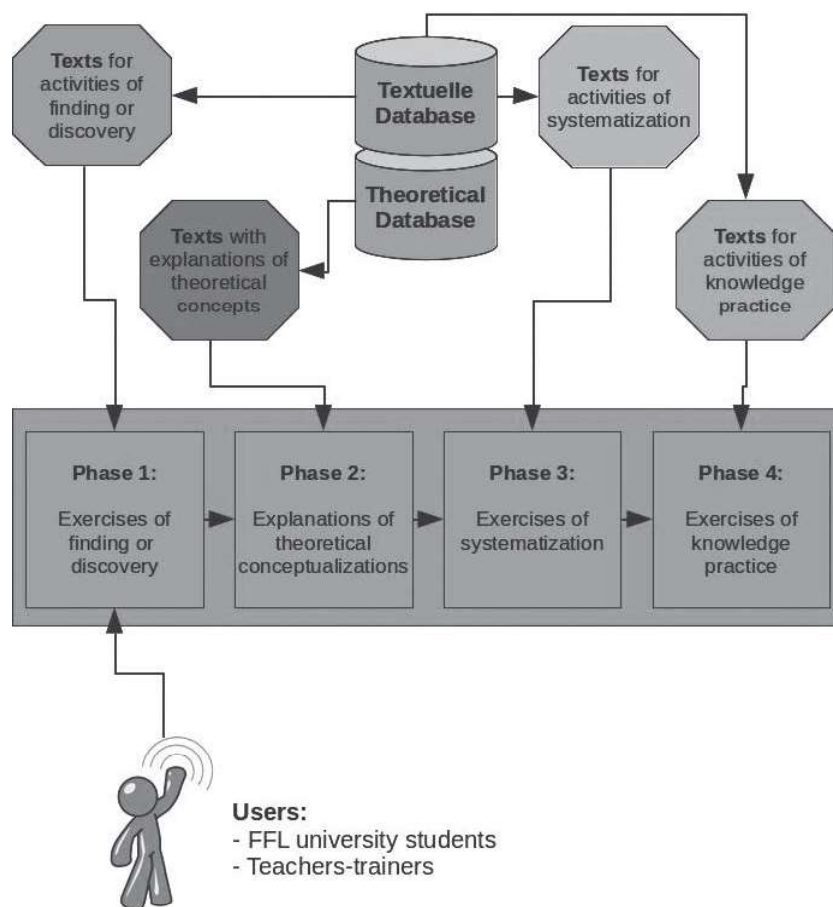 Texts for
activities of
finding or
discovery
Textuelle
Database
Texts for
activities of
systematization
Theoretical
Database
Texts with
explanations of
theoretical
concepts
Texts for
activities of
knowledge
practice
Phase 1:
Exercises of
finding or
discovery
Phase 2:
Explanations of
theoretical
conceptualizations
Phase 3:
Exercises of
systematization
Phase 4:
Exercises of
knowledge
practice
Users:
- FFL university students
- Teachers-trainers